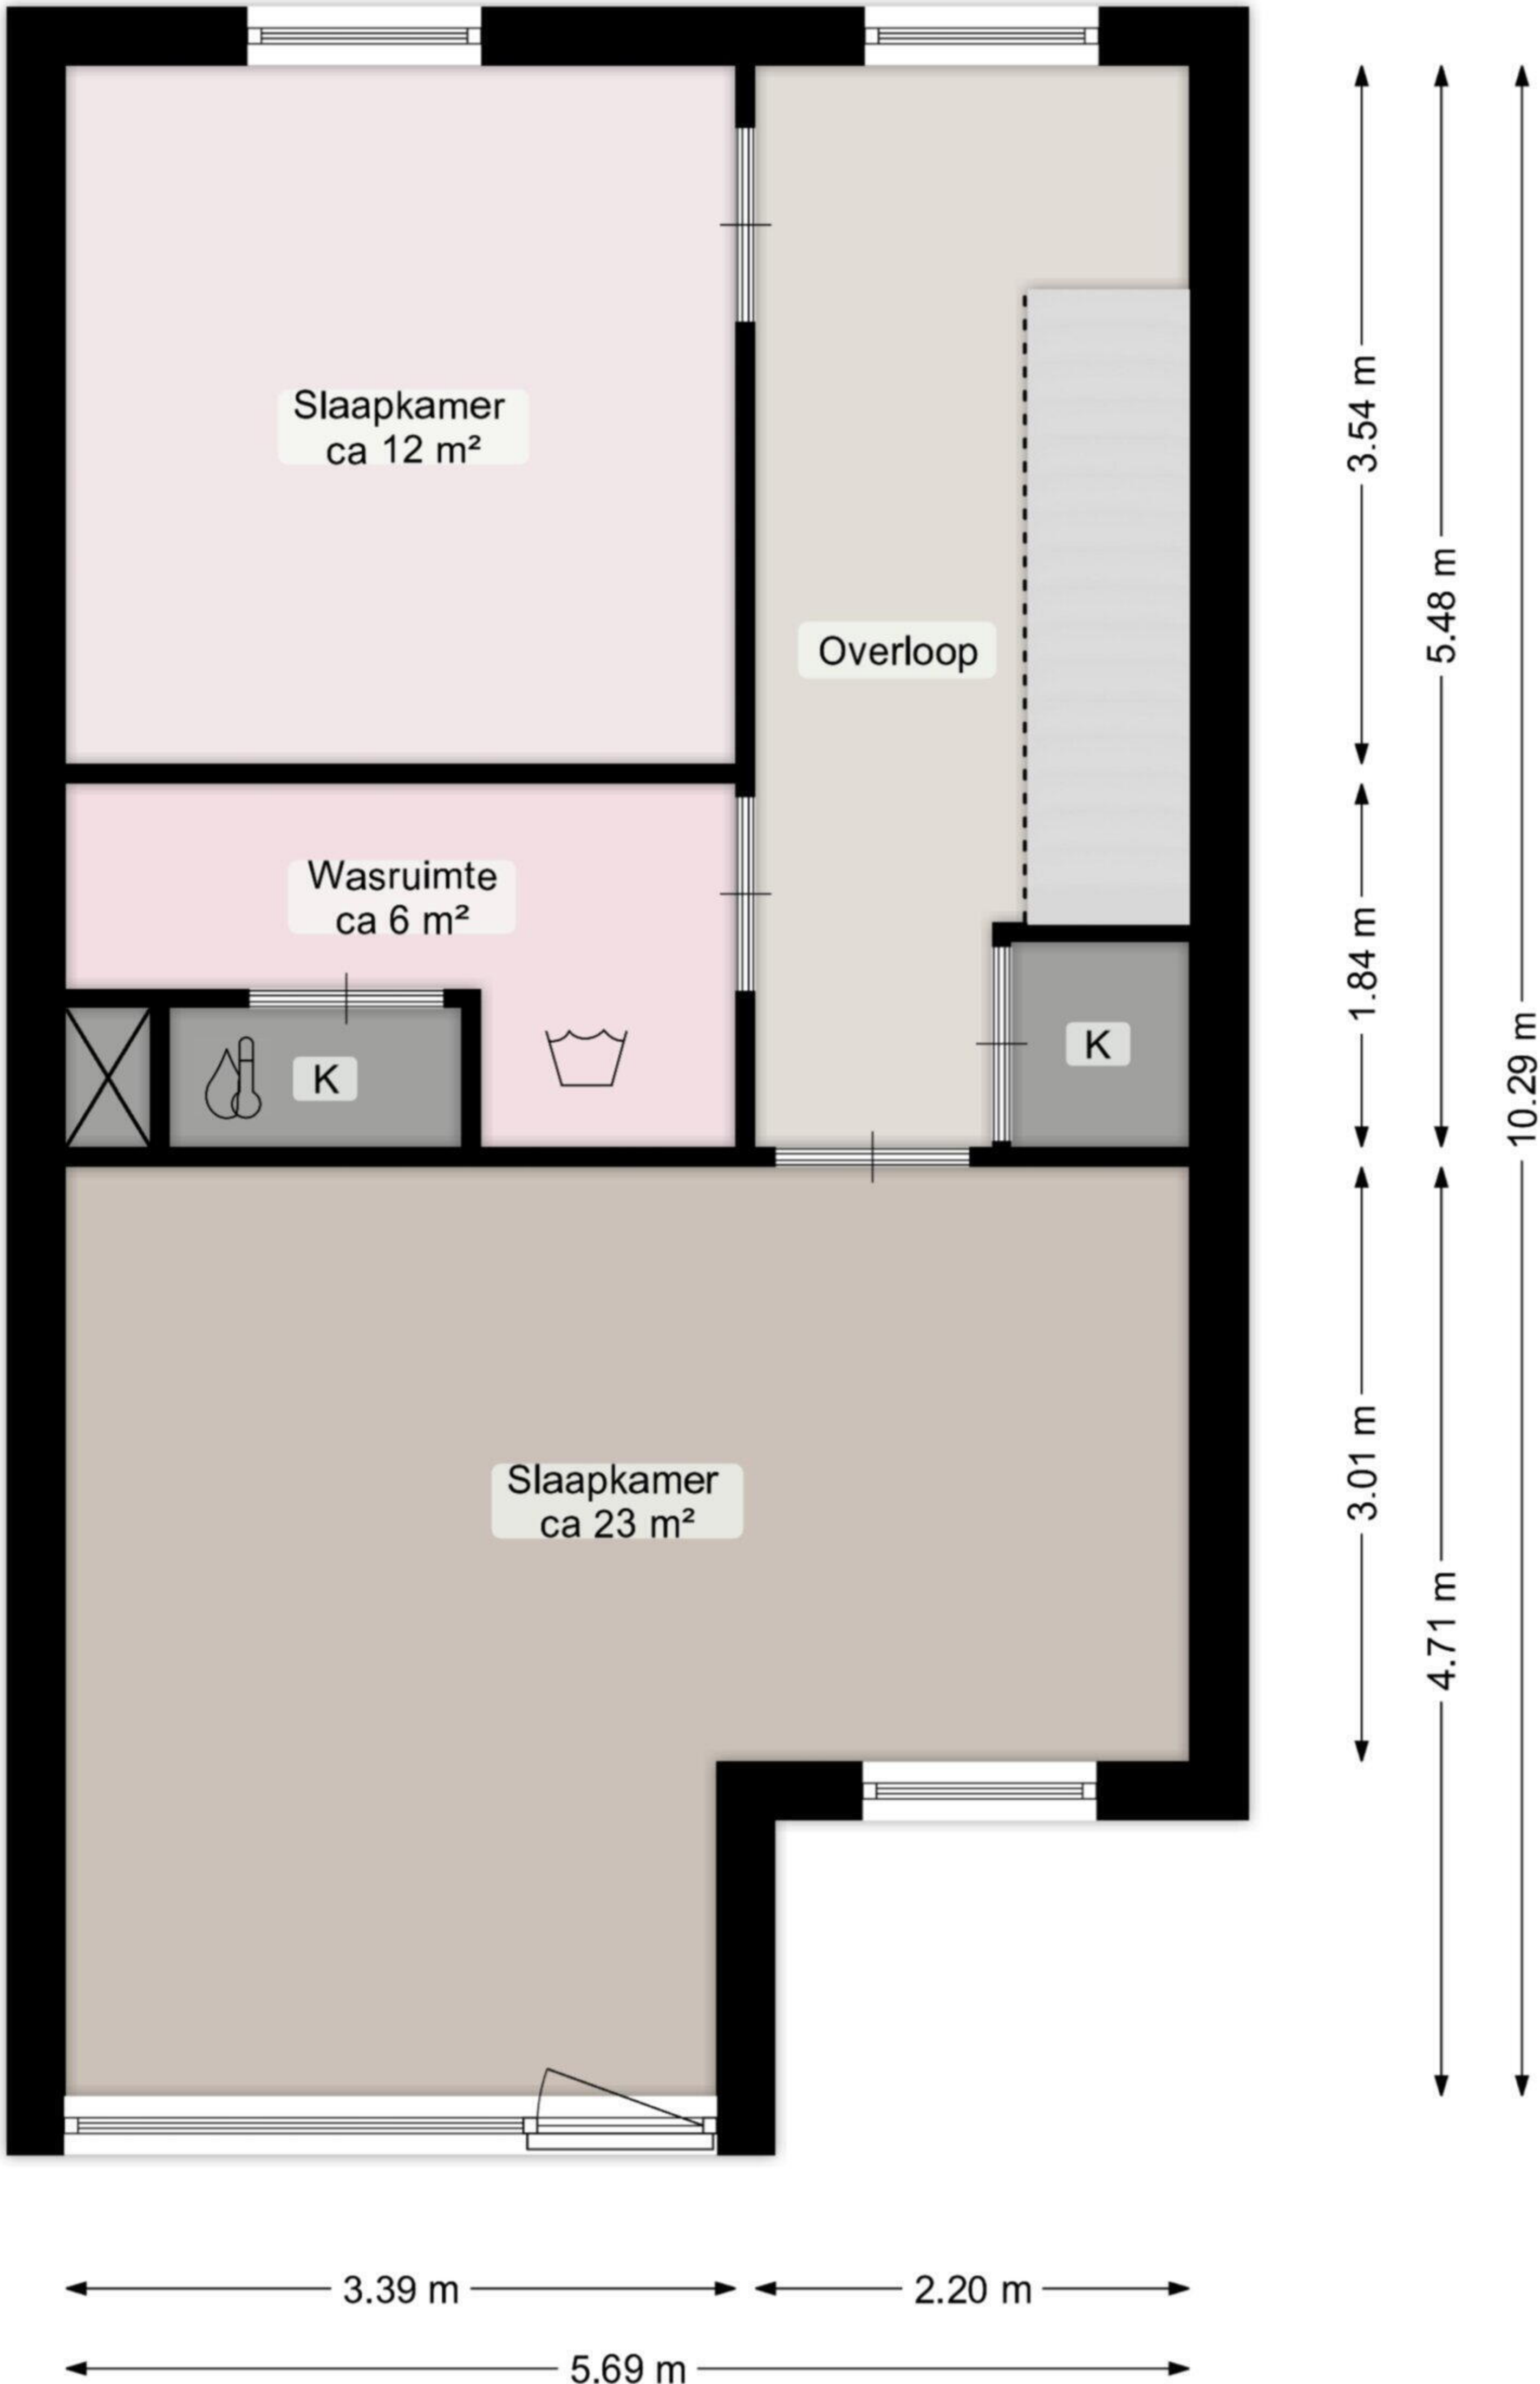 Slaapkamer
ca 12 m²
Overloop
Wasruimte
ca 6 m²
K
K
Slaapkamer
ca 23 m²
3.54 m
5.48 m
1.84 m
10.29 m
3.01 m
4.71 m
3.39 m
2.20 m
5.69 m